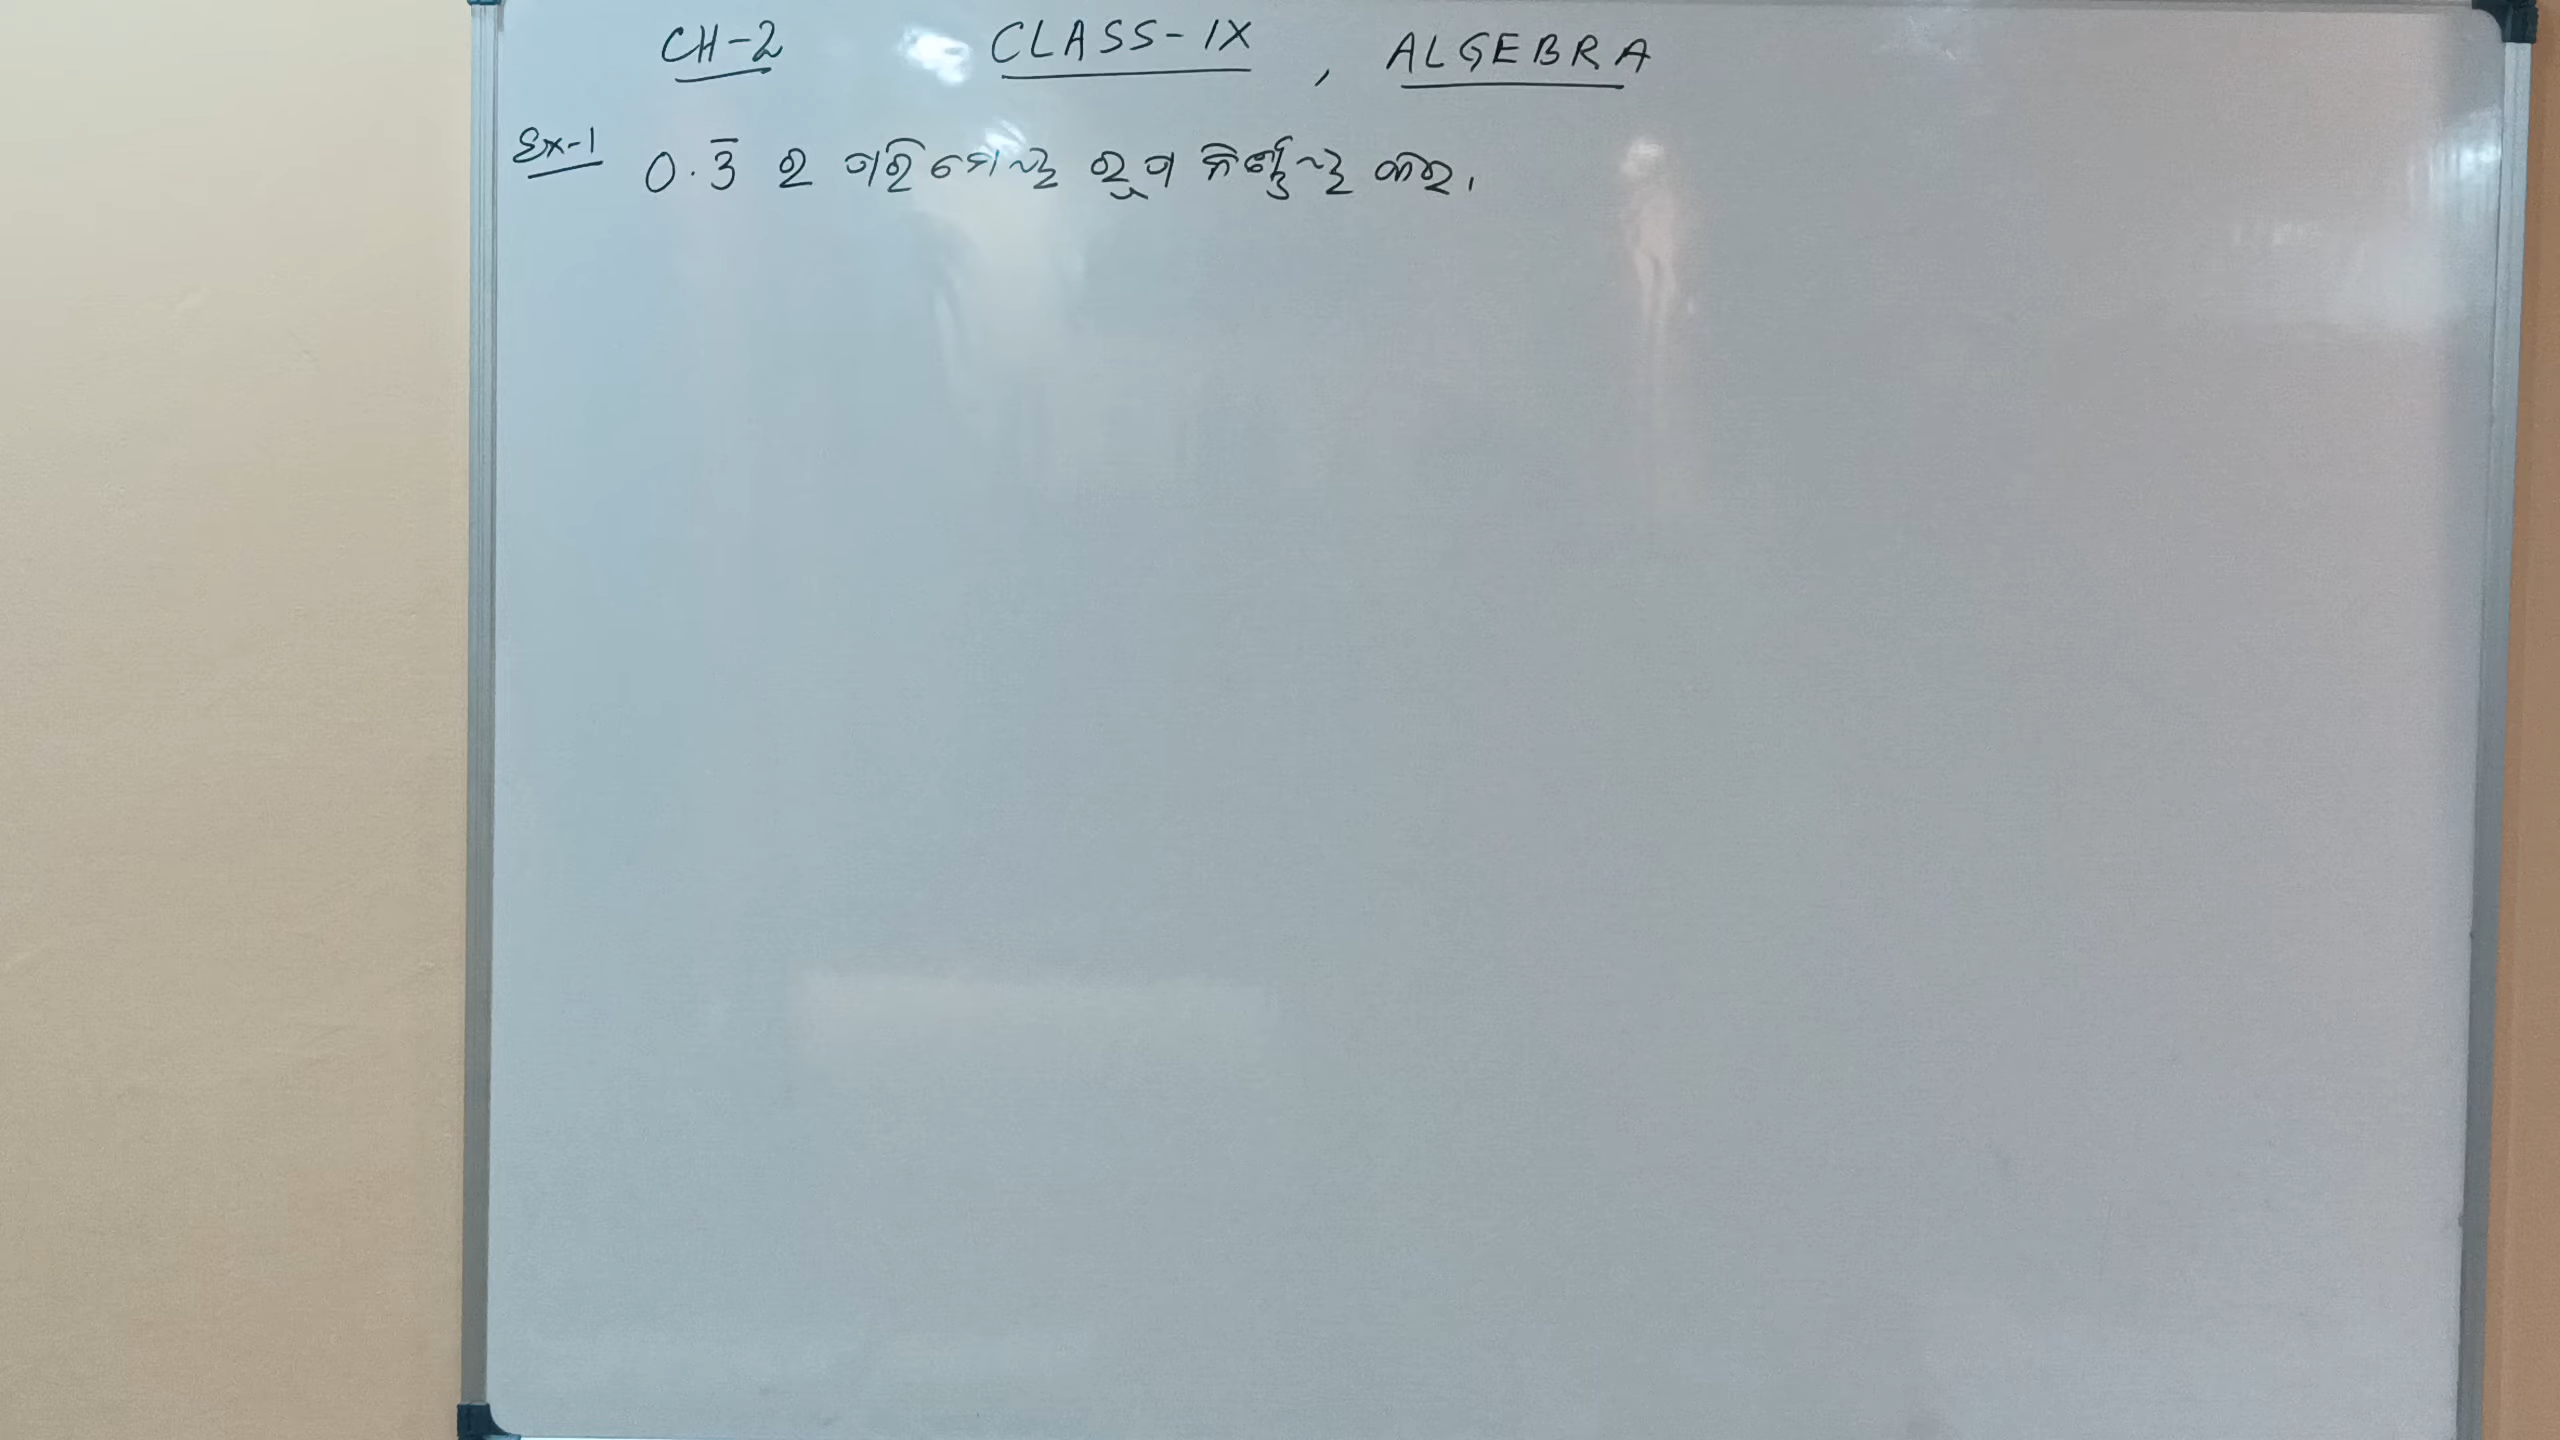 CH-2 CLASS-IX, ALGEBRA
Ex-1 0.3̅ ର ପରିମେୟ ରୂପ ନିର୍ଣ୍ଣୟ କର।